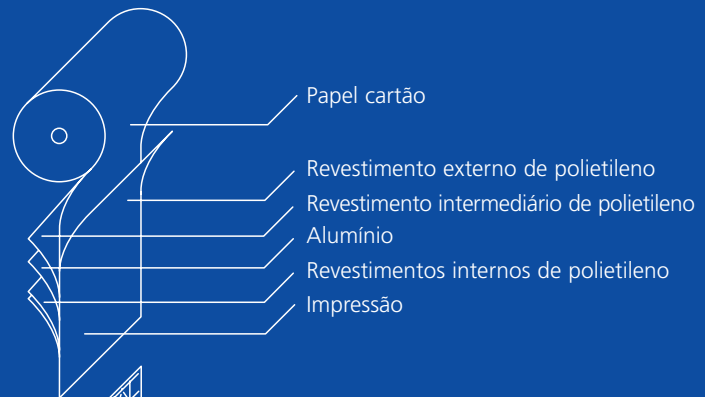 Papel cartão
Revestimento externo de polietileno
Revestimento intermediário de polietileno
Alumínio
Revestimentos internos de polietileno
Impressão